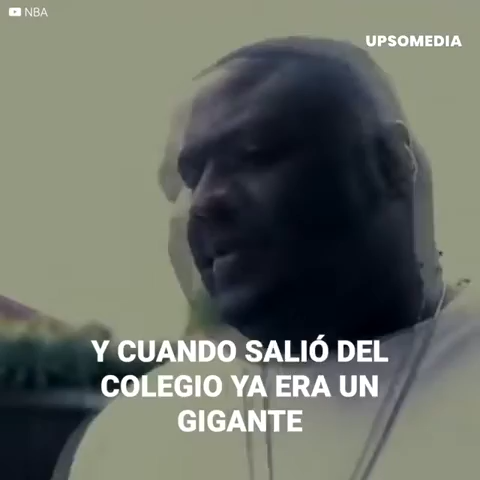 NBA
UPSOMEDIA
Y CUANDO SALIÓ DEL
COLEGIO YA ERA UN
GIGANTE